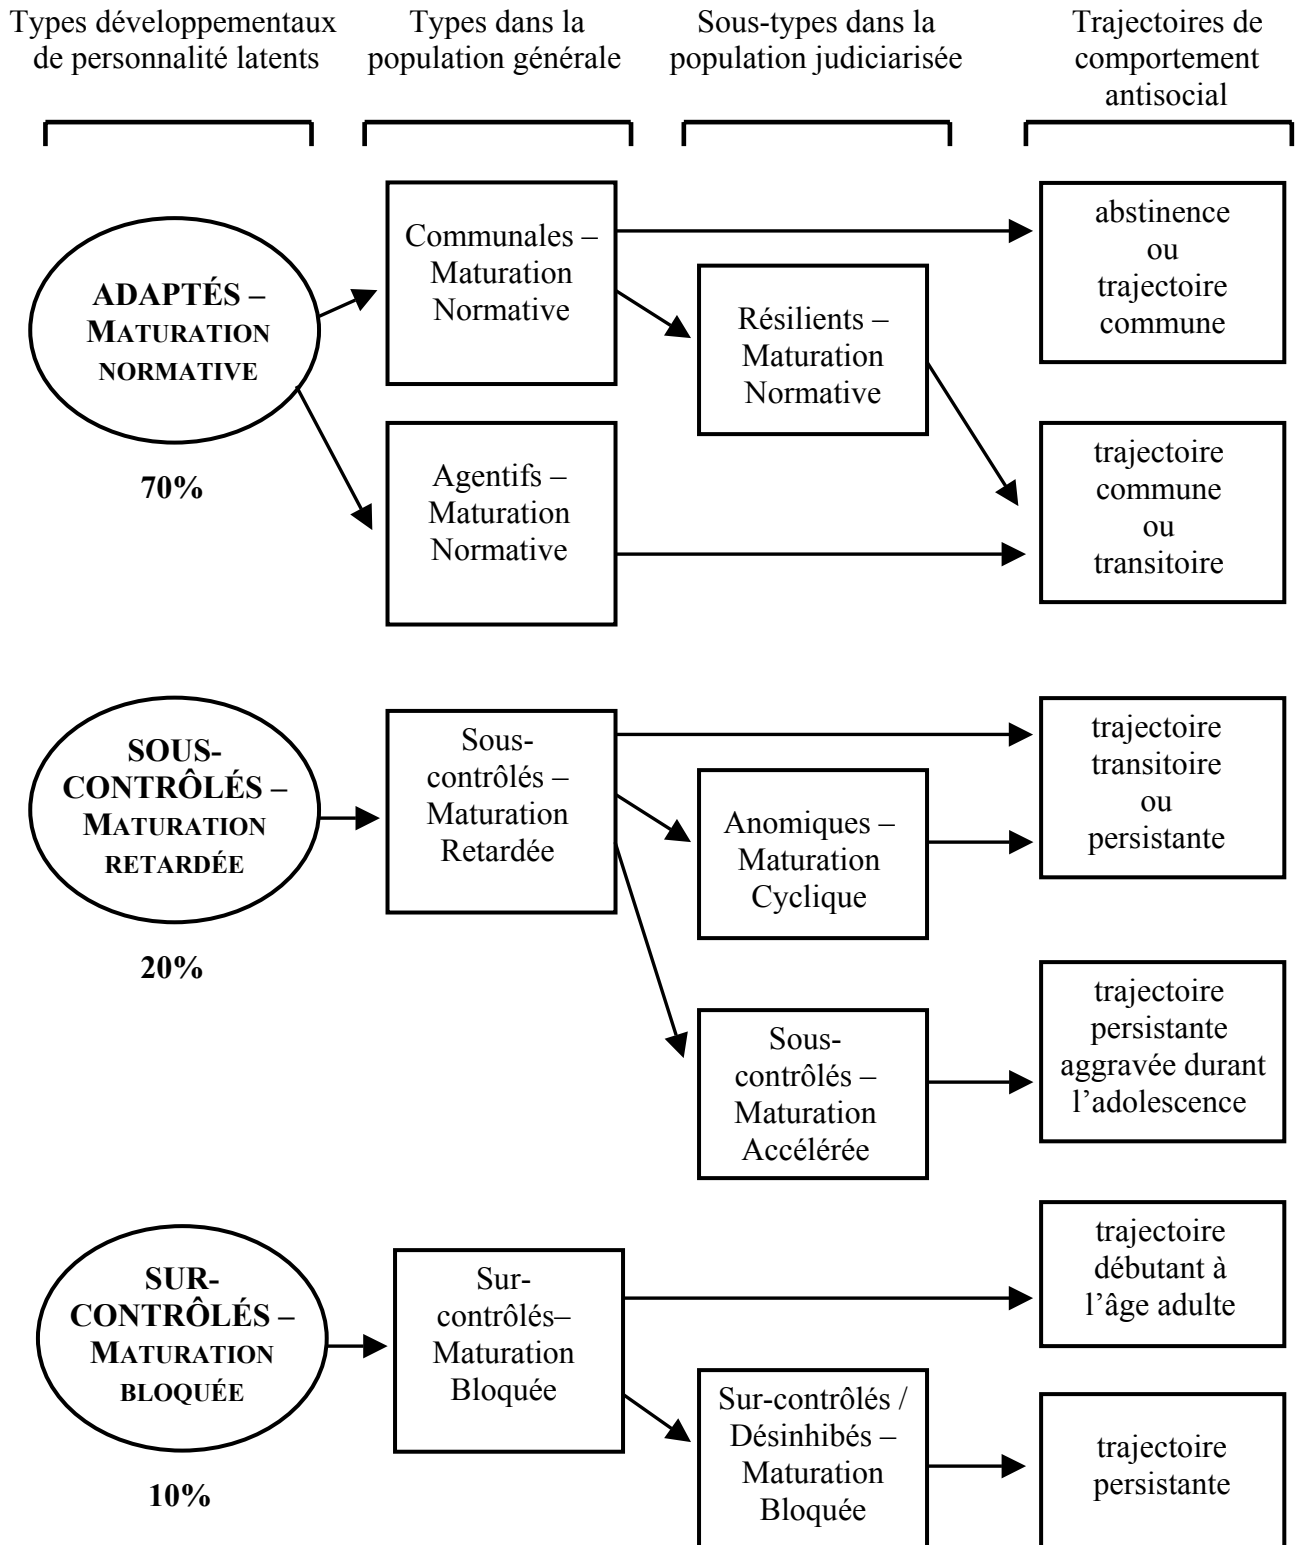 Types développementaux
de personnalité latents
Types dans la
population générale
Sous-types dans la
population judiciarisée
Trajectoires de
comportement
antisocial
ADAPTÉS –
MATURATION
NORMATIVE
70%
Communales –
Maturation
Normative
Agentifs –
Maturation
Normative
Résilients –
Maturation
Normative
abstinence
ou
trajectoire
commune
trajectoire
commune
ou
transitoire
SOUS-
CONTRÔLÉS –
MATURATION
RETARDÉE
20%
Sous-
contrôlés –
Maturation
Retardée
Anomiques –
Maturation
Cyclique
Sous-
contrôlés –
Maturation
Accélérée
trajectoire
transitoire
ou
persistante
trajectoire
persistante
aggravée durant
l’adolescence
SUR-
CONTRÔLÉS –
MATURATION
BLOQUÉE
10%
Sur-
contrôlés–
Maturation
Bloquée
Sur-contrôlés /
Désinhibés –
Maturation
Bloquée
trajectoire
débutant à
l’âge adulte
trajectoire
persistante